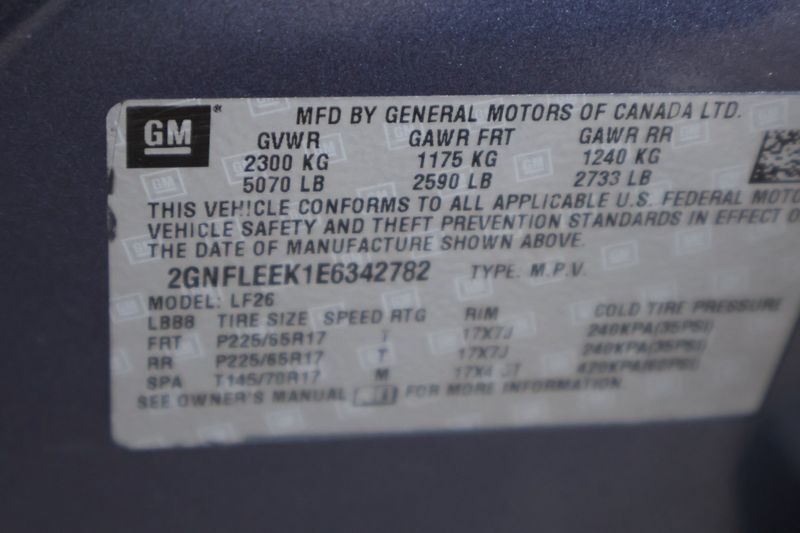 GM* MFD BY GENERAL MOTORS OF CANADA LTD.
GVWR GAWR FRT GAWR RR
2300 KG 1175 KG 1240 KG
5070 LB 2590 LB 2733 LB
THIS VEHICLE CONFORMS TO ALL APPLICABLE U.S. FEDERAL MOTO
VEHICLE SAFETY AND THEFT PREVENTION STANDARDS IN EFFECT O
THE DATE OF MANUFACTURE SHOWN ABOVE.
2GNFLEEK1E6342782 TYPE: M.P.V.
MODEL: LF26
LBB8 TIRE SIZE SPEED RTG RIM COLD TIRE PRESSURE
FRT P225/65R17 T 17X7J 240KPA(35PSI)
RR P225/65R17 T 17X7J 240KPA(35PSI)
SPA T145/70R17 M 420KPA(60PSI)
SEE OWNER'S MANUAL FOR MORE INFORMATION